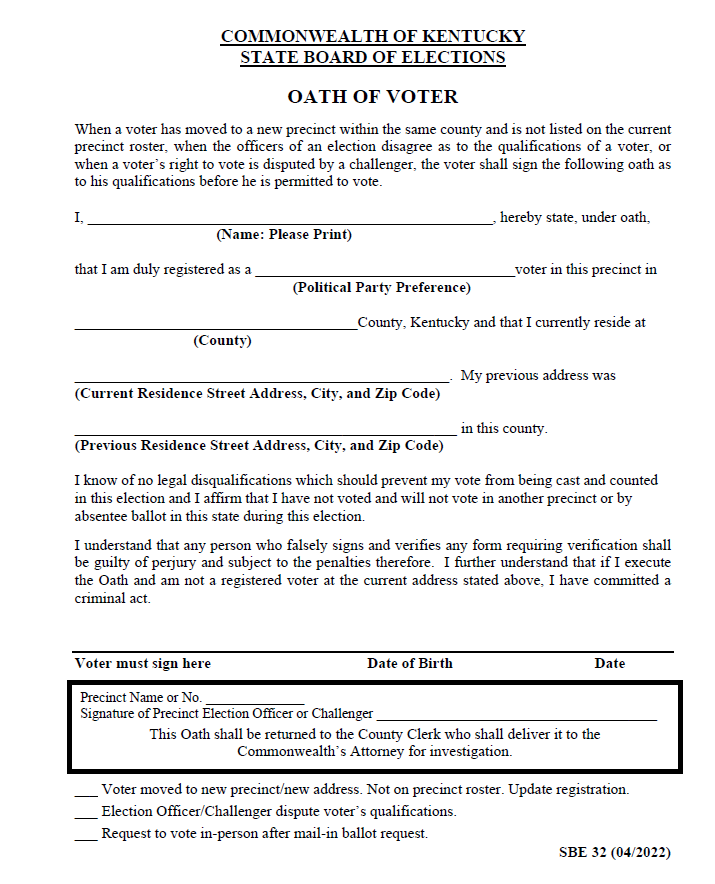 COMMONWEALTH OF KENTUCKY
STATE BOARD OF ELECTIONS
OATH OF VOTER
When a voter has moved to a new precinct within the same county and is not listed on the current
precinct roster, when the officers of an election disagree as to the qualifications of a voter, or
when a voter's right to vote is disputed by a challenger, the voter shall sign the following oath as
to his qualifications before he is permitted to vote.
I, ______________________________________________________, hereby state, under oath,
(Name: Please Print)
that I am duly registered as a ___________________________________voter in this precinct in
(Political Party Preference)
______________________________________County, Kentucky and that I currently reside at
(County)
__________________________________________________. My previous address was
(Current Residence Street Address, City, and Zip Code)
___________________________________________________ in this county.
(Previous Residence Street Address, City, and Zip Code)
I know of no legal disqualifications which should prevent my vote from being cast and counted
in this election and I affirm that I have not voted and will not vote in another precinct or by
absentee ballot in this state during this election.
I understand that any person who falsely signs and verifies any form requiring verification shall
be guilty of perjury and subject to the penalties therefore. I further understand that if I execute
the Oath and am not a registered voter at the current address stated above, I have committed a
criminal act.
Voter must sign here Date of Birth Date
Precinct Name or No. ______________
Signature of Precinct Election Officer or Challenger ________________________________________
This Oath shall be returned to the County Clerk who shall deliver it to the
Commonwealth's Attorney for investigation.
___ Voter moved to new precinct/new address. Not on precinct roster. Update registration.
___ Election Officer/Challenger dispute voter's qualifications.
___ Request to vote in-person after mail-in ballot request.
SBE 32 (04/2022)